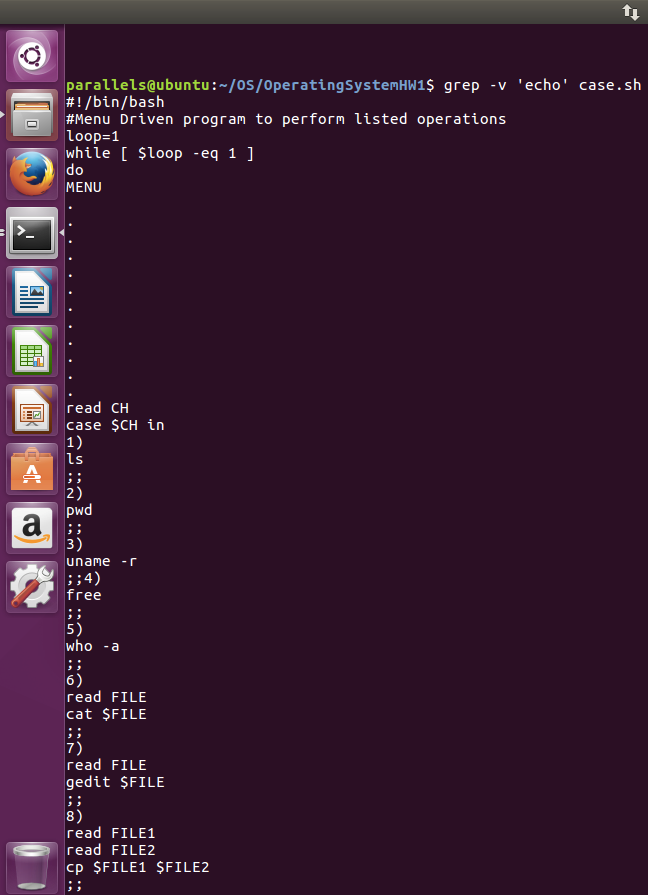 parallels@ubuntu:~/OS/OperatingSystemHW1$ grep -v 'echo' case.sh
#!/bin/bash
#Menu Driven program to perform listed operations
loop=1
while [ $loop -eq 1 ]
do
MENU
.
.
.
.
.
.
.
.
.
.
.
.
read CH
case $CH in
1)
ls
;;
2)
pwd
;;
3)
uname -r
;;4)
free
;;
5)
who -a
;;
6)
read FILE
cat $FILE
;;
7)
read FILE
gedit $FILE
;;
8)
read FILE1
read FILE2
cp $FILE1 $FILE2
;;